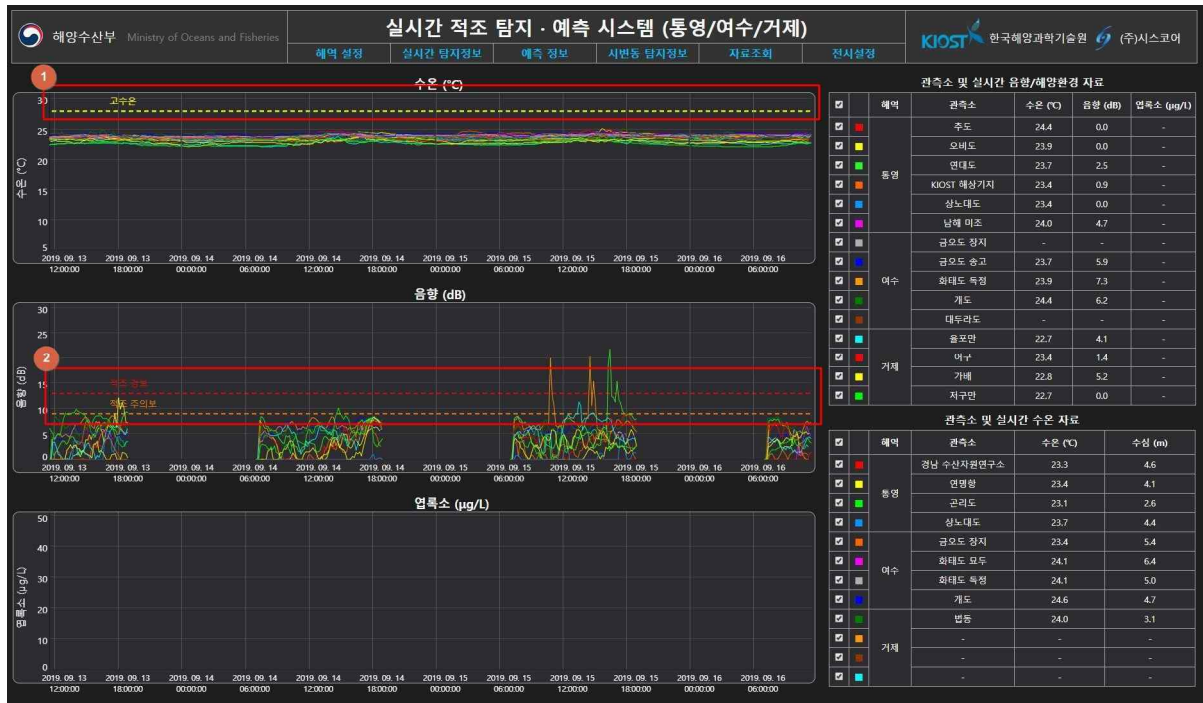 해양수산부 Ministry of Oceans and Fisheries
실시간 적조 탐지 · 예측 시스템 (통영/여수/거제)
KIOST 한국해양과학기술원 (주)시스코어
해역 설정 실시간 탐지정보 예측 정보 시변동 탐지정보 자료조회 전시설정
1
수온 (℃)
고수온
수온 (℃)
30
25
20
15
10
5
2019. 09. 13 2019. 09. 13 2019. 09. 14 2019. 09. 14 2019. 09. 14 2019. 09. 14 2019. 09. 15 2019. 09. 15 2019. 09. 15 2019. 09. 15 2019. 09. 16 2019. 09. 16
12:00:00 18:00:00 00:00:00 06:00:00 12:00:00 18:00:00 00:00:00 06:00:00 12:00:00 18:00:00 00:00:00 06:00:00
음향 (dB)
2
적조 경보
적조 주의보
음향 (dB)
30
25
15
10
5
0
2019. 09. 13 2019. 09. 13 2019. 09. 14 2019. 09. 14 2019. 09. 14 2019. 09. 14 2019. 09. 15 2019. 09. 15 2019. 09. 15 2019. 09. 15 2019. 09. 16 2019. 09. 16
12:00:00 18:00:00 00:00:00 06:00:00 12:00:00 18:00:00 00:00:00 06:00:00 12:00:00 18:00:00 00:00:00 06:00:00
엽록소 (µg/L)
엽록소 (µg/L)
50
40
30
20
10
0
2019. 09. 13 2019. 09. 13 2019. 09. 14 2019. 09. 14 2019. 09. 14 2019. 09. 14 2019. 09. 15 2019. 09. 15 2019. 09. 15 2019. 09. 15 2019. 09. 16 2019. 09. 16
12:00:00 18:00:00 00:00:00 06:00:00 12:00:00 18:00:00 00:00:00 06:00:00 12:00:00 18:00:00 00:00:00 06:00:00
관측소 및 실시간 음향/해양환경 자료
해역 관측소 수온 (℃) 음향 (dB) 엽록소 (µg/L)
통영
주도 24.4 0.0 -
오비도 23.9 0.0 -
연대도 23.7 2.5 -
KIOST 해상기지 23.4 0.9 -
상노대도 23.4 0.0 -
남해 미조 24.0 4.7 -
여수
금오도 장지 - - -
금오도 송고 23.7 5.9 -
화태도 독정 23.9 7.3 -
개도 24.4 6.2 -
대두라도 - - -
거제
율포만 22.7 4.1 -
어구 23.4 1.4 -
가배 22.8 5.2 -
저구만 22.7 0.0 -
관측소 및 실시간 수온 자료
해역 관측소 수온 (℃) 수심 (m)
통영
경남 수산자원연구소 23.3 4.6
연명항 23.4 4.1
곤리도 23.1 2.6
상노대도 23.7 4.4
여수
금오도 장지 23.4 5.4
화태도 묘두 24.1 6.4
화태도 독정 24.1 5.0
개도 24.6 4.7
거제
법동 24.0 3.1
- - -
- - -
- - -